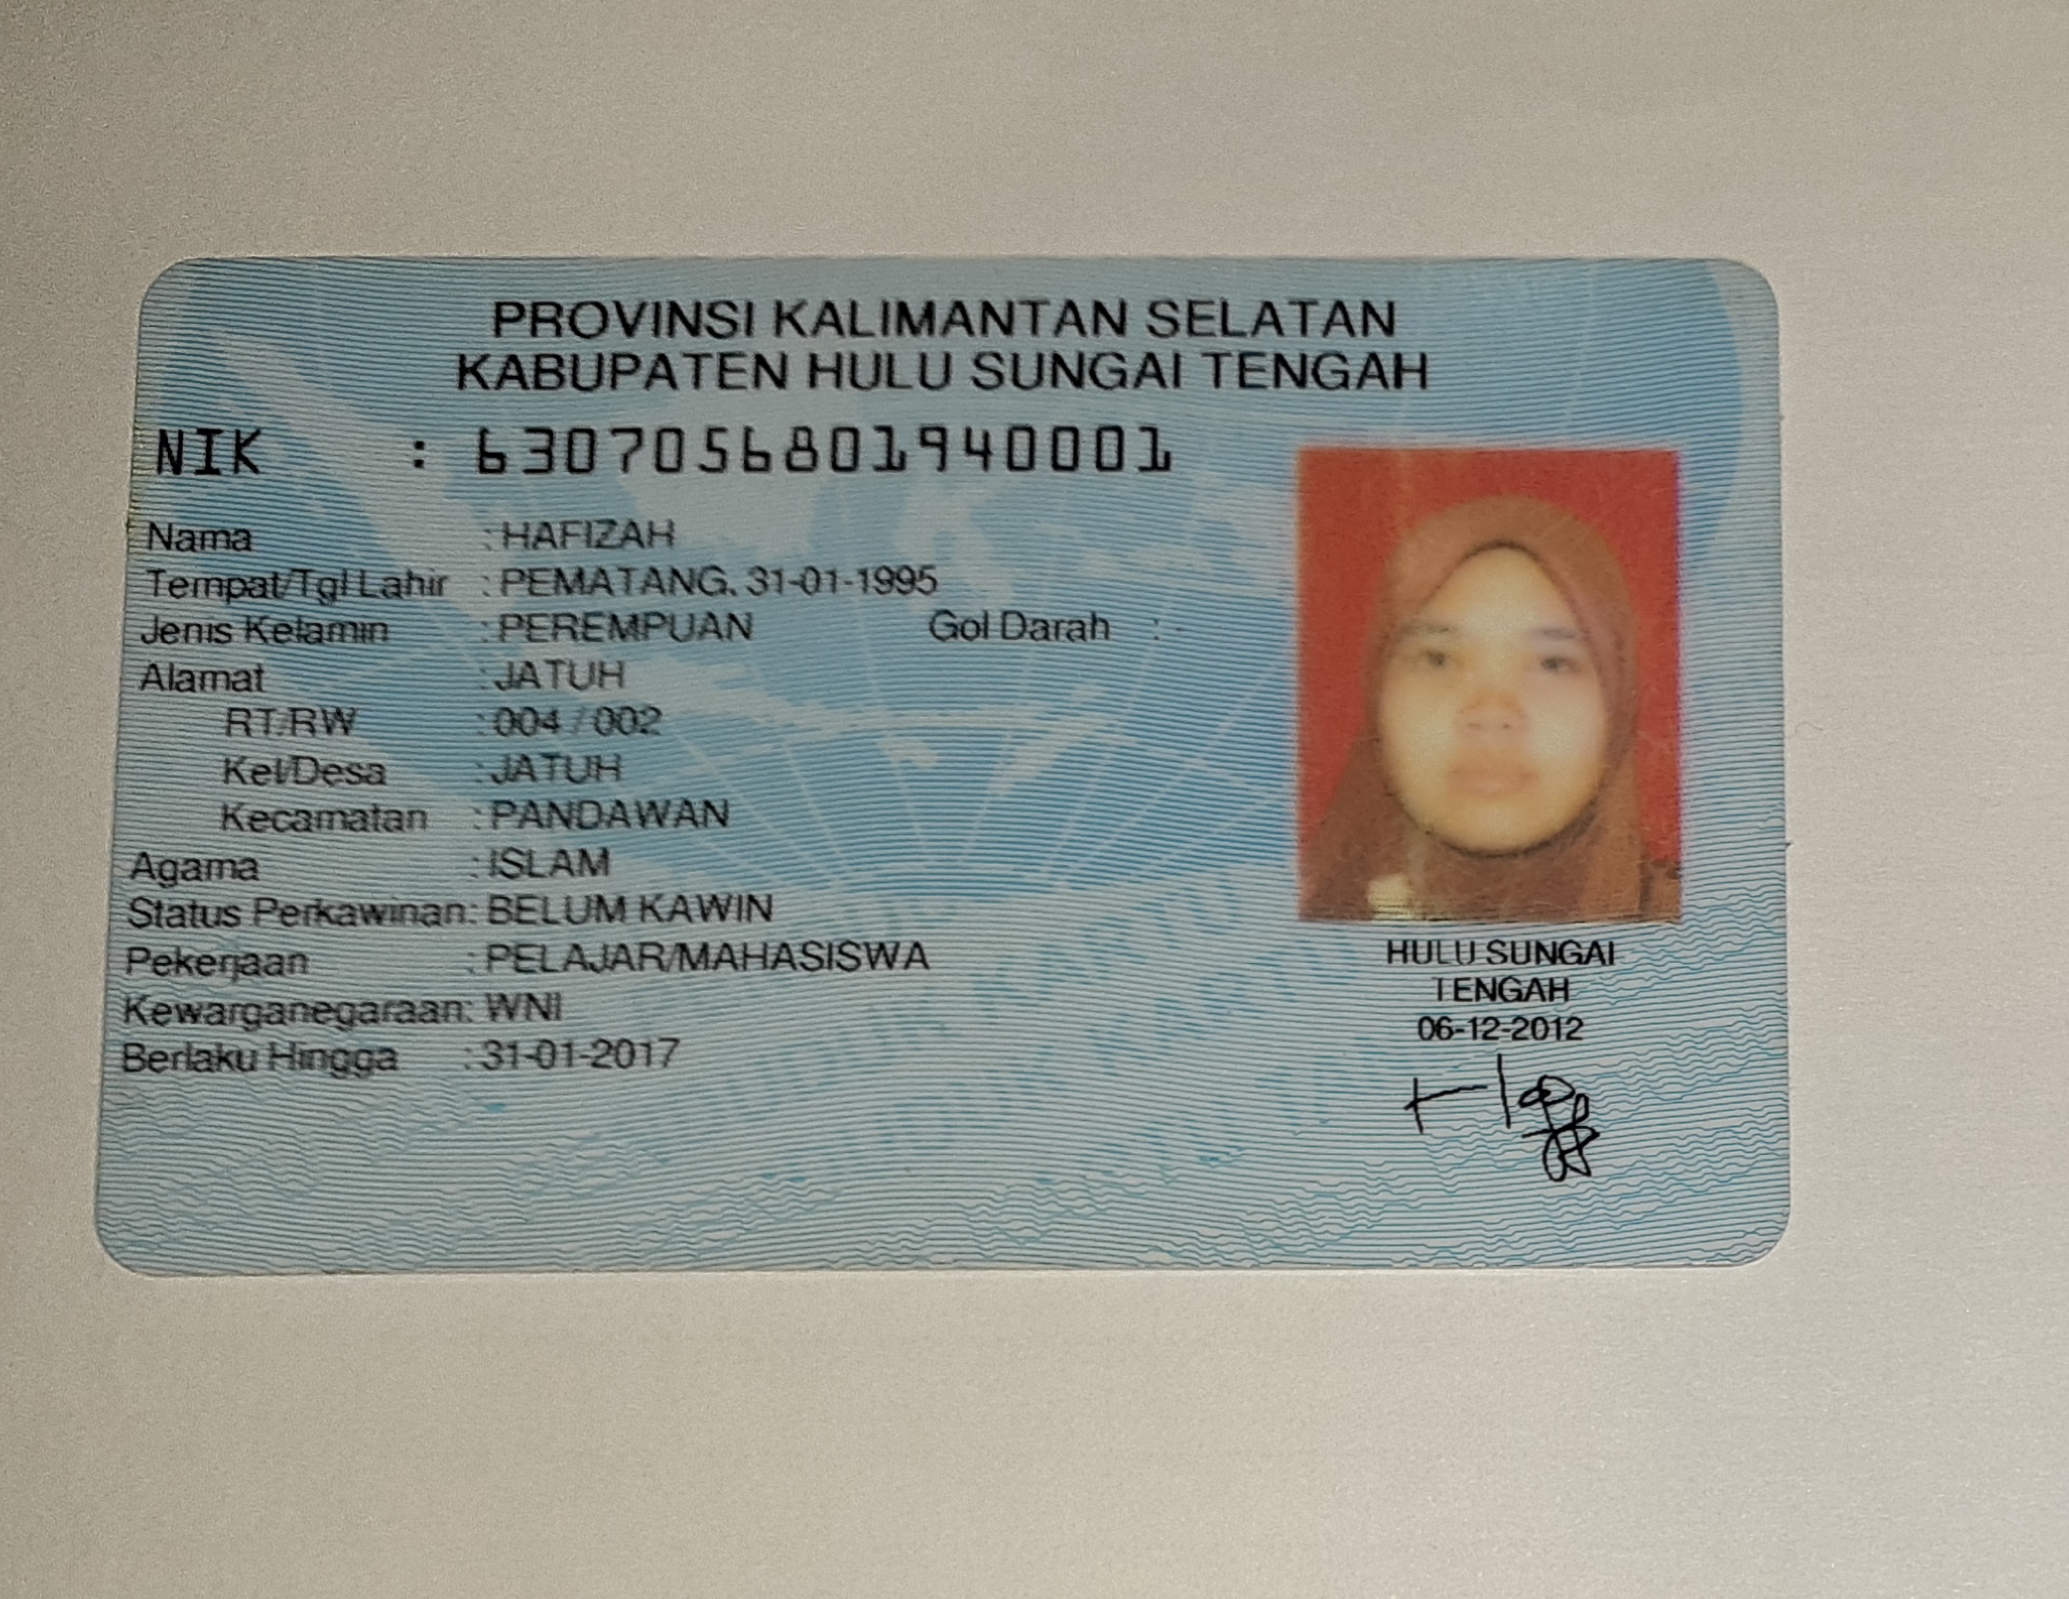 PROVINSI KALIMANTAN SELATAN
KABUPATEN HULU SUNGAI TENGAH
NIK : 6307056801940001
Nama : HAFIZAH
Tempat/Tgl Lahir : PEMATANG, 31-01-1995
Jenis Kelamin : PEREMPUAN Gol Darah : -
Alamat : JATUH
RT/RW : 004 / 002
Kel/Desa : JATUH
Kecamatan : PANDAWAN
Agama : ISLAM
Status Perkawinan: BELUM KAWIN
Pekerjaan : PELAJAR/MAHASISWA
Kewarganegaraan: WNI
Berlaku Hingga : 31-01-2017
HULU SUNGAI
TENGAH
06-12-2012